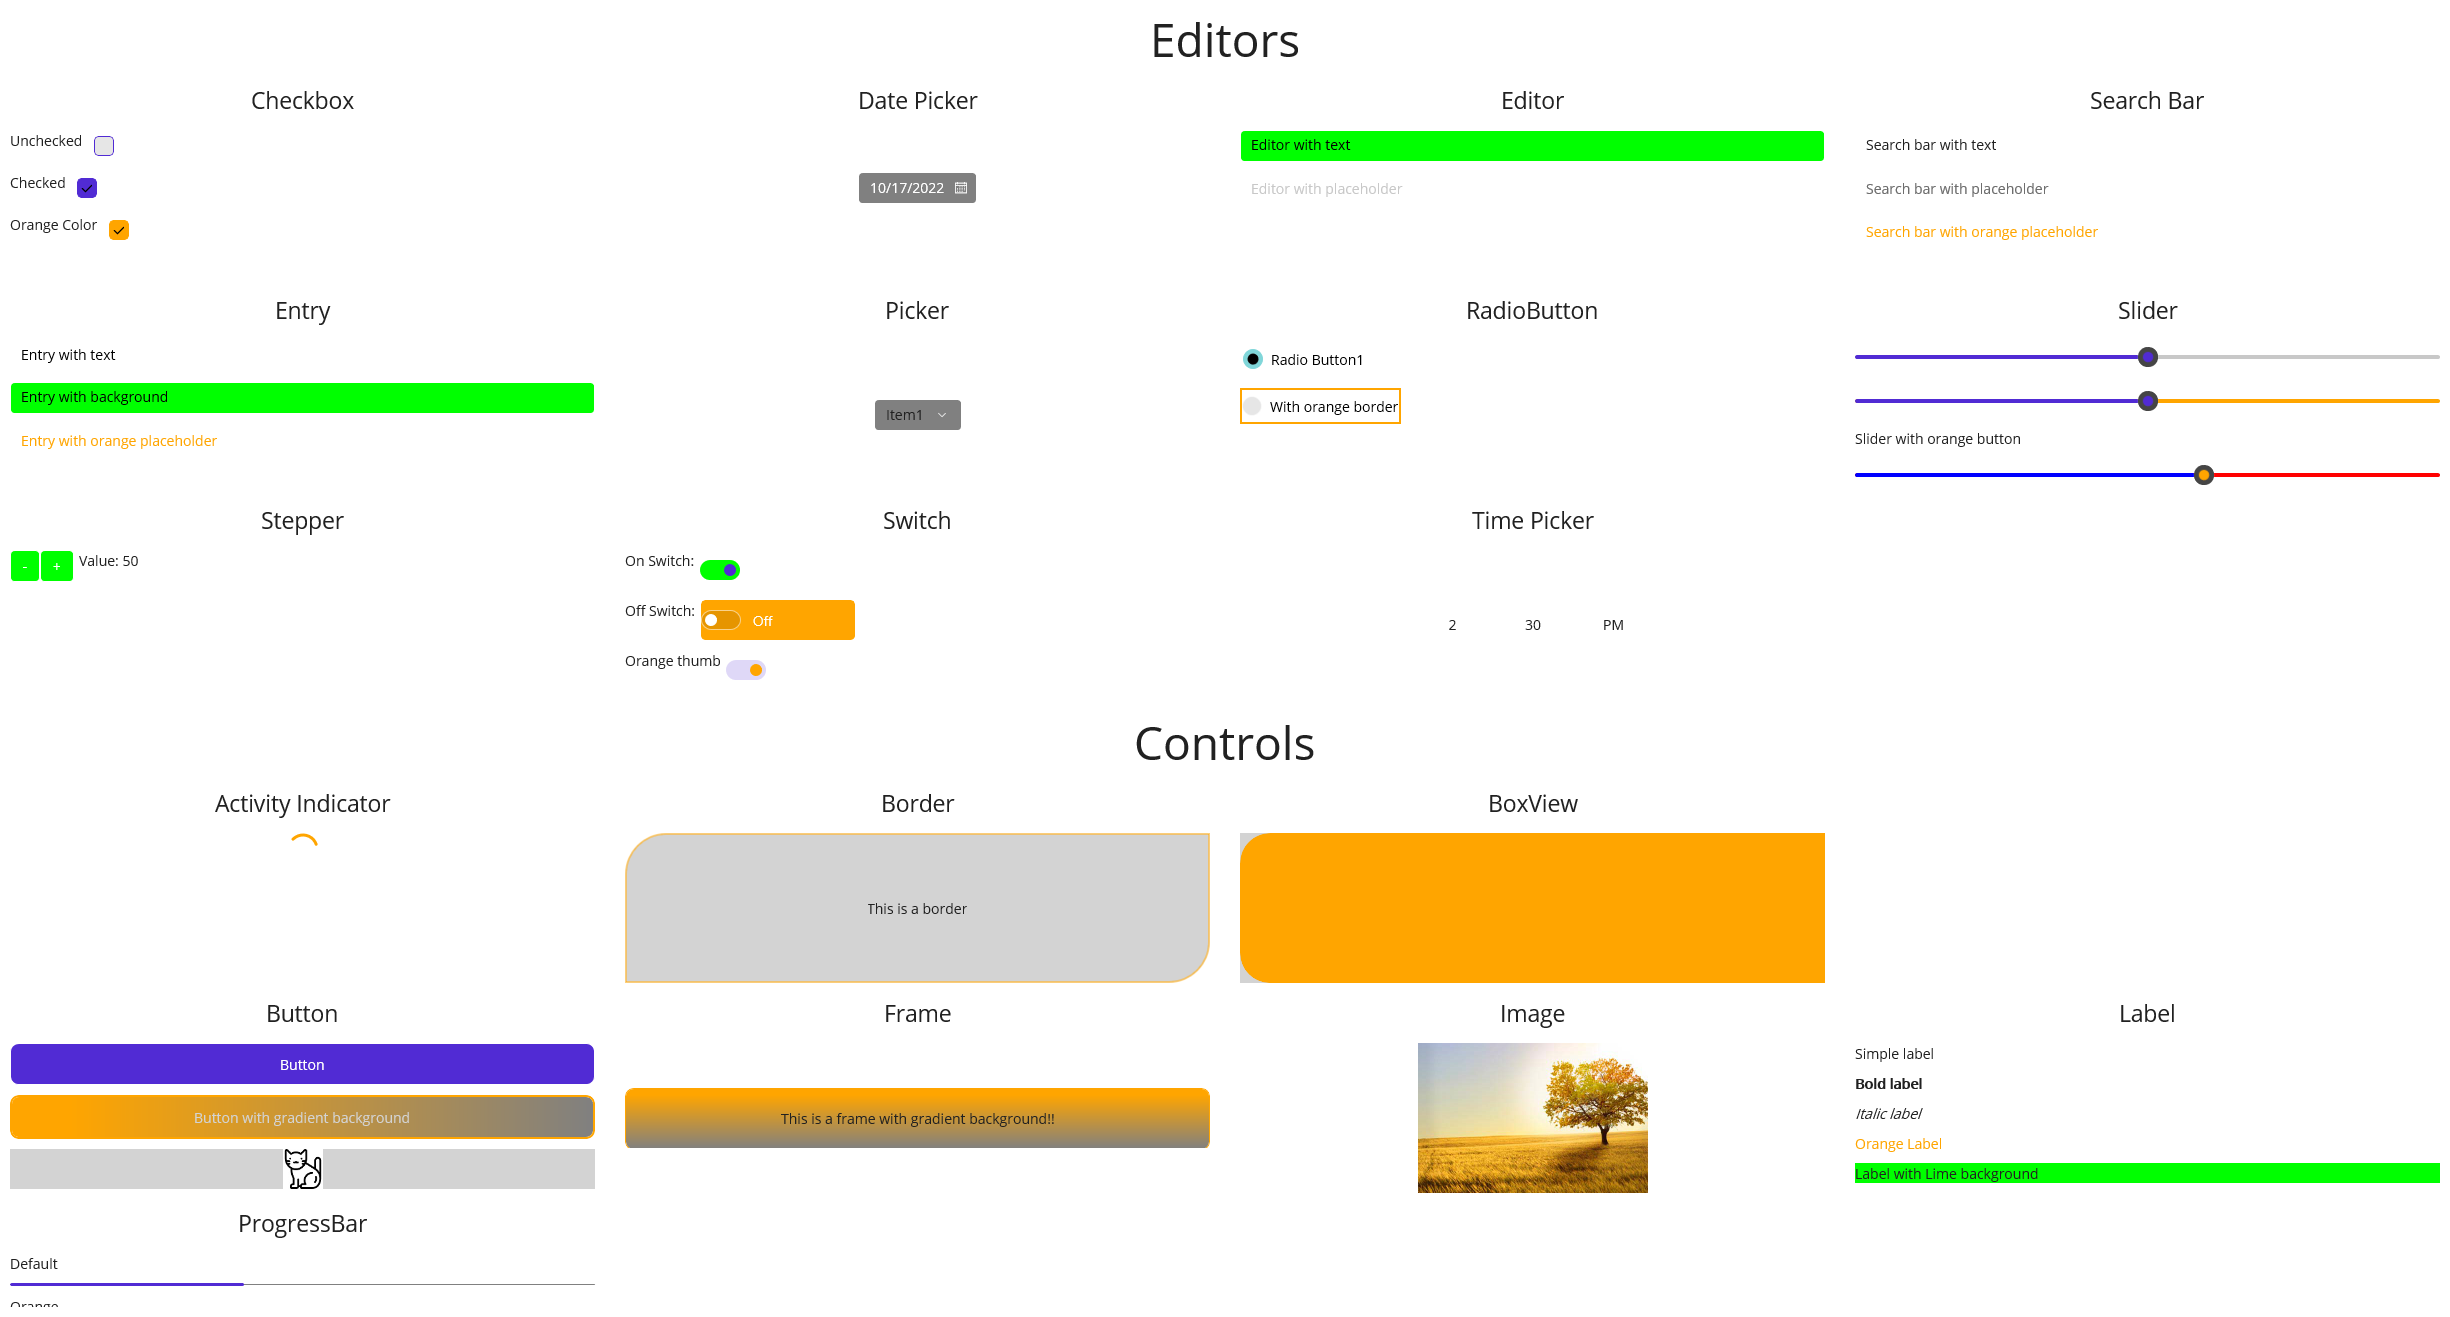 Editors
Checkbox
Unchecked
Checked
Orange Color
Date Picker
10/17/2022
Editor
Editor with text
Editor with placeholder
Search Bar
Search bar with text
Search bar with placeholder
Search bar with orange placeholder
Entry
Entry with text
Entry with background
Entry with orange placeholder
Picker
Item1
RadioButton
Radio Button1
With orange border
Slider
Slider with orange button
Stepper
- + Value: 50
Switch
On Switch:
Off Switch: Off
Orange thumb
Time Picker
2 30 PM
Controls
Activity Indicator
Border
This is a border
BoxView
Button
Button
Button with gradient background
Frame
This is a frame with gradient background!!
Image
Label
Simple label
Bold label
Italic label
Orange Label
Label with Lime background
ProgressBar
Default
Orange